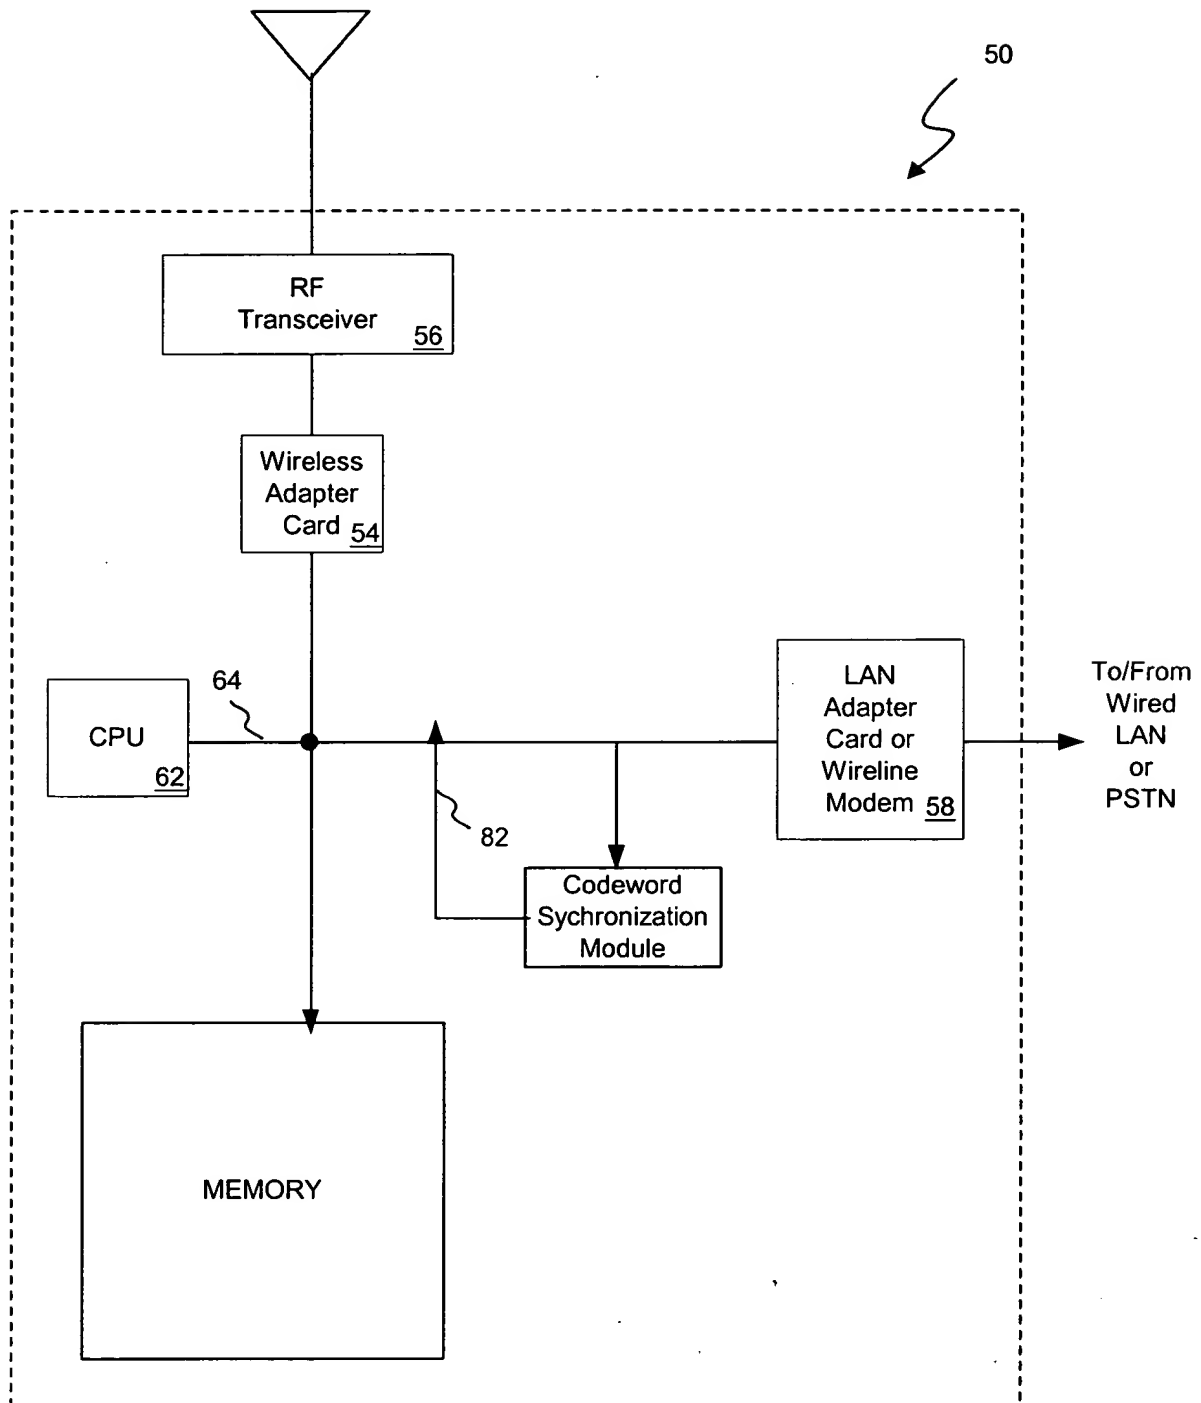 50
RF
Transceiver
56
Wireless
Adapter
Card 54
64
CPU
62
82
LAN
Adapter
Card or
Wireline
Modem 58
To/From
Wired
LAN
or
PSTN
Codeword
Sychronization
Module
MEMORY